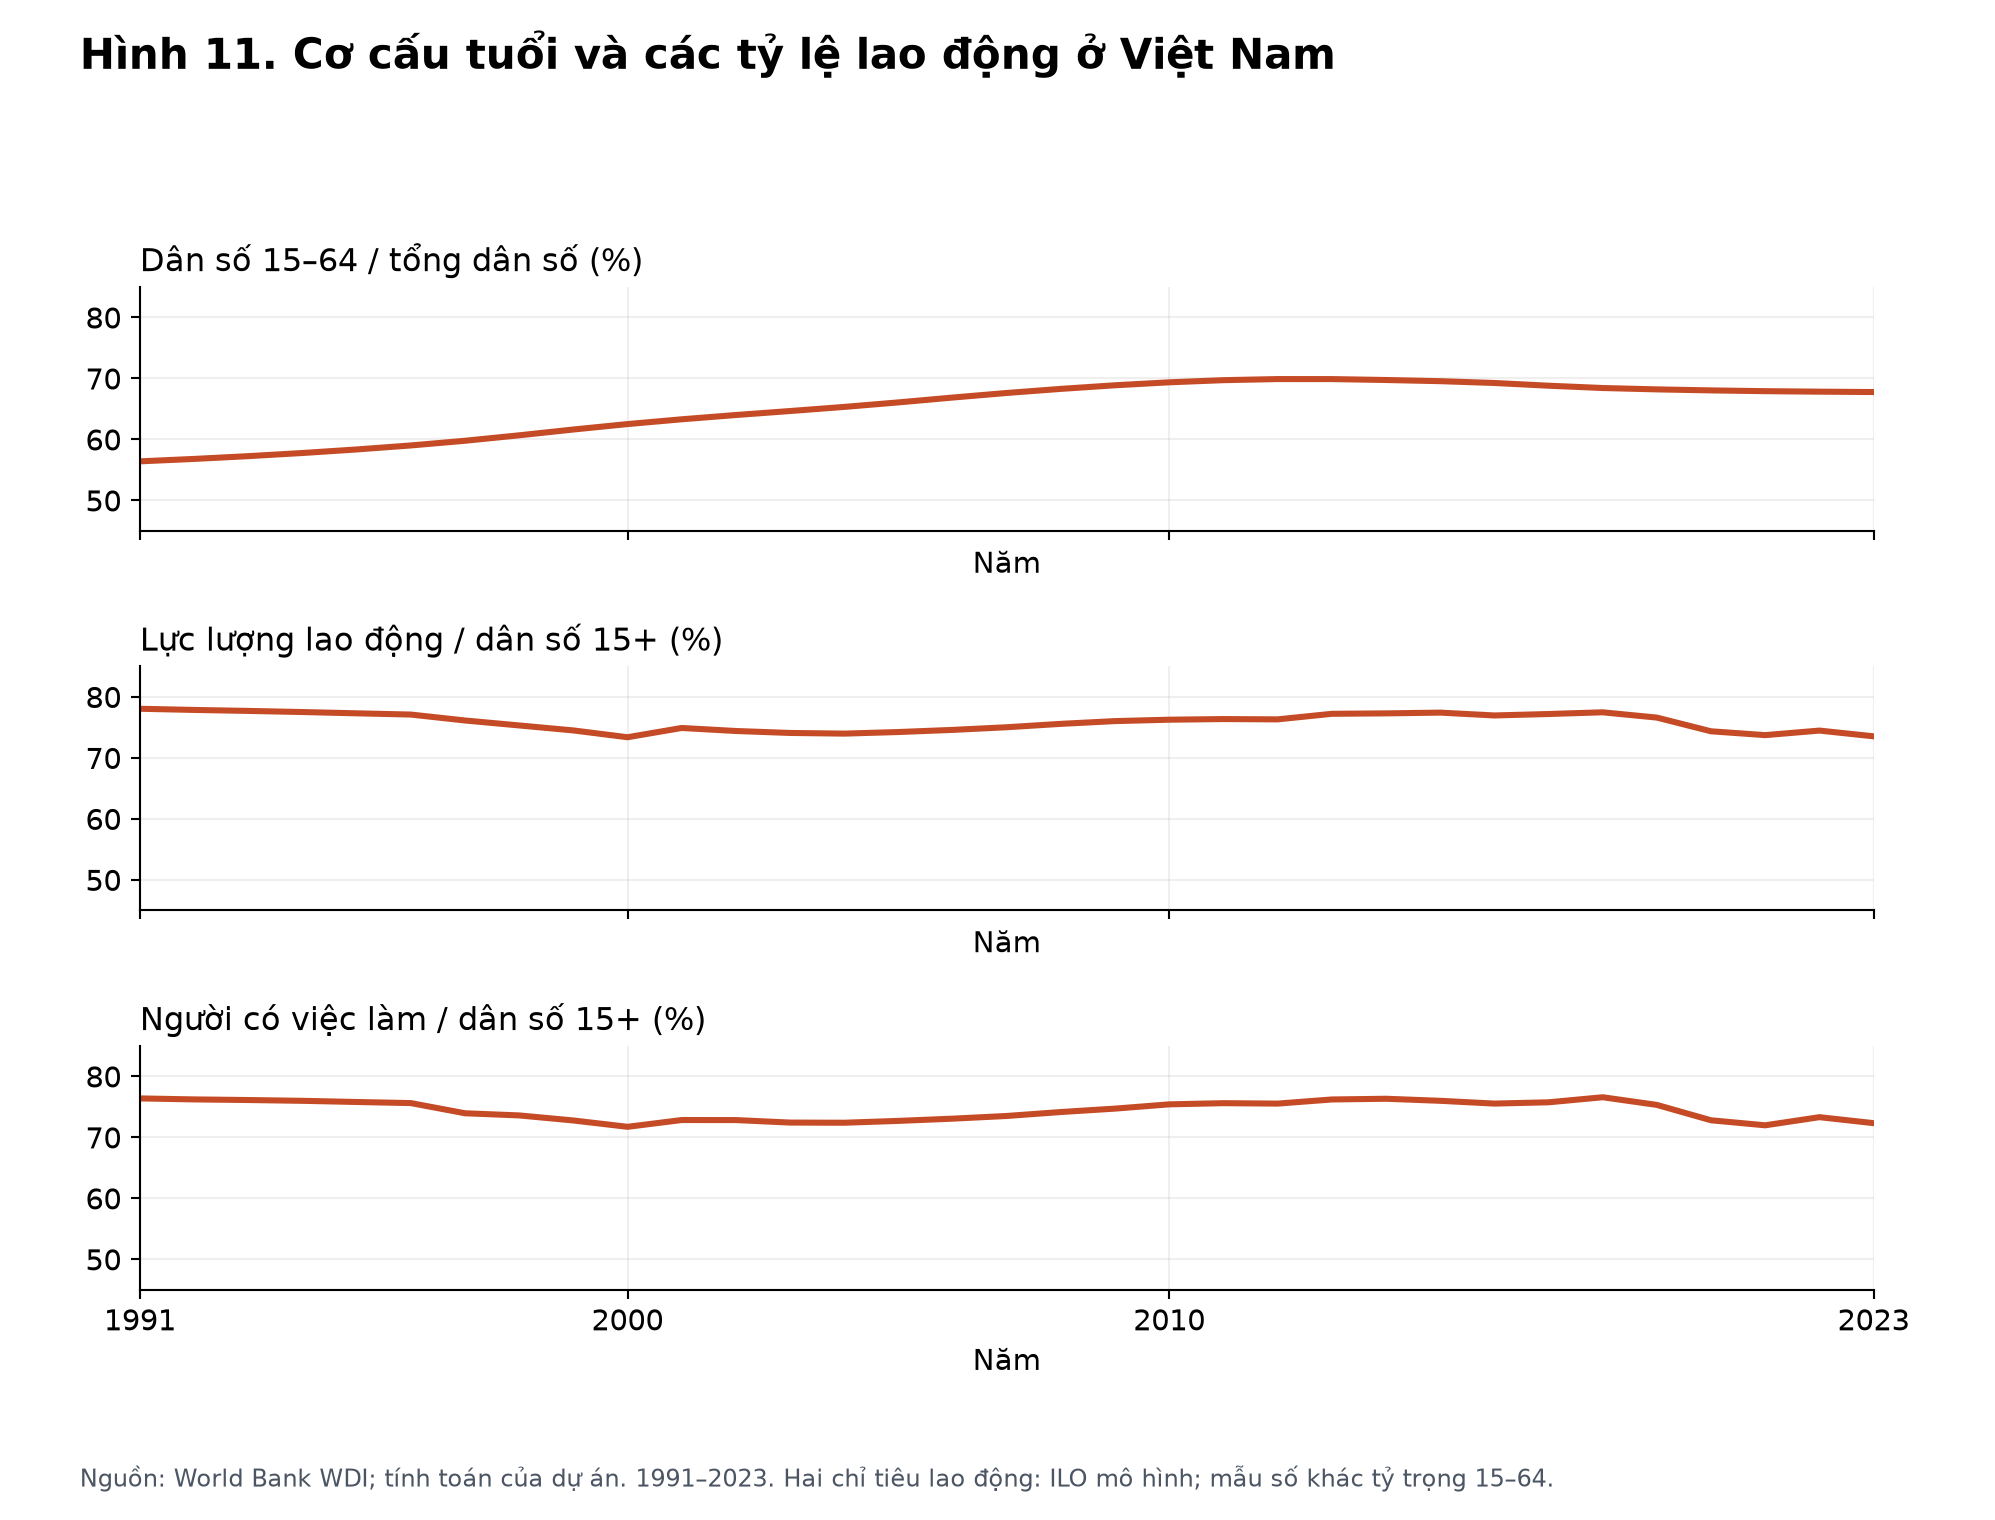 Hình 11. Cơ cấu tuổi và các tỷ lệ lao động ở Việt Nam
Dân số 15–64 / tổng dân số (%)
80
70
60
50
Năm
Lực lượng lao động / dân số 15+ (%)
80
70
60
50
Năm
Người có việc làm / dân số 15+ (%)
80
70
60
50
1991 2000 2010 2023
Năm
Nguồn: World Bank WDI; tính toán của dự án. 1991–2023. Hai chỉ tiêu lao động: ILO mô hình; mẫu số khác tỷ trọng 15–64.